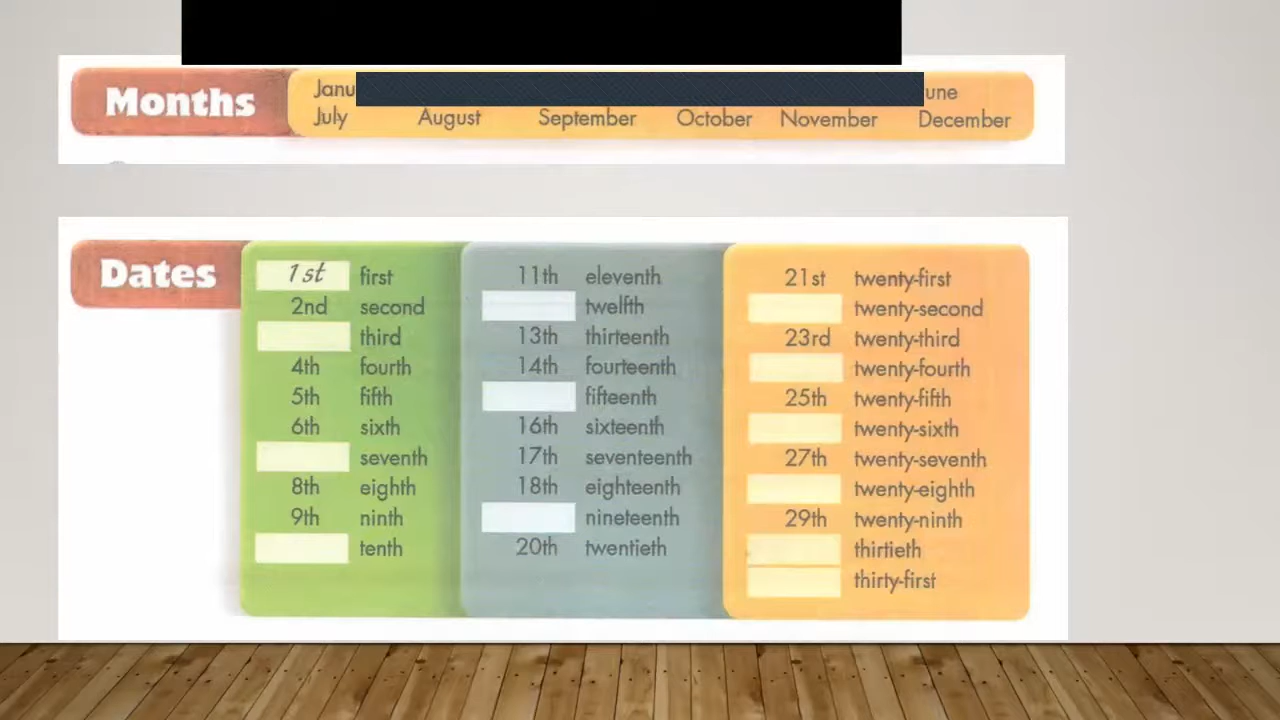 Months
Janu
une
July August September October November December
Dates
1st first
2nd second
third
4th fourth
5th fifth
6th sixth
seventh
8th eighth
9th ninth
tenth
11th eleventh
twelfth
13th thirteenth
14th fourteenth
fifteenth
16th sixteenth
17th seventeenth
18th eighteenth
nineteenth
20th twentieth
21st twenty-first
twenty-second
23rd twenty-third
twenty-fourth
25th twenty-fifth
twenty-sixth
27th twenty-seventh
twenty-eighth
29th twenty-ninth
thirtieth
thirty-first